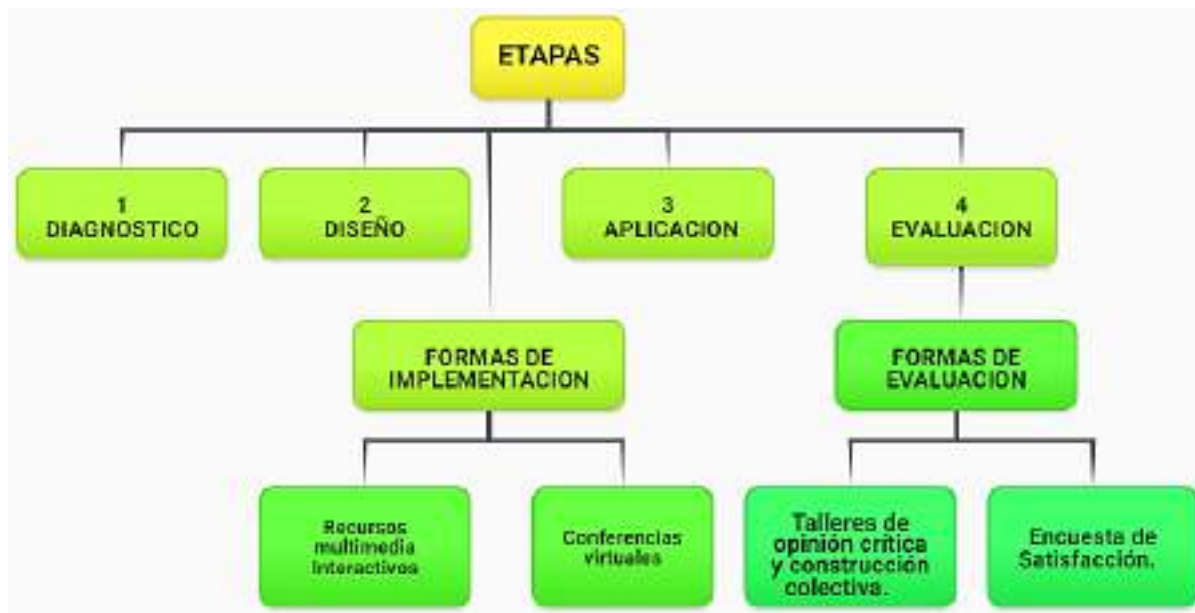 ETAPAS
1
DIAGNOSTICO
2
DISEÑO
3
APLICACION
4
EVALUACION
FORMAS DE
IMPLEMENTACION
FORMAS DE
EVALUACION
Recursos
multimedia
Interactivos
Conferencias
virtuales
Talleres de
opinión crítica
y construcción
colectiva.
Encuesta de
Satisfacción.